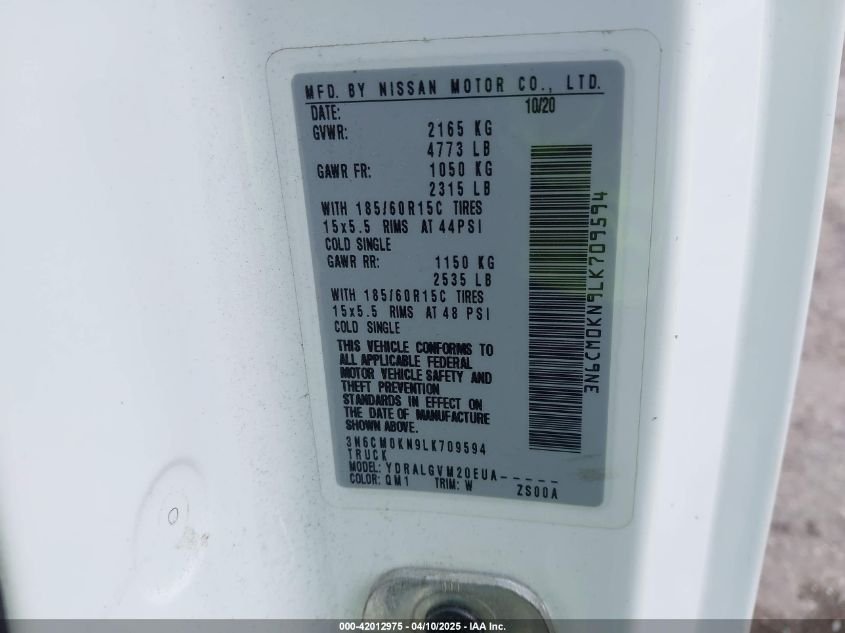 MFD. BY NISSAN MOTOR CO., LTD.
DATE: 10/20
GVWR: 2165 KG
4773 LB
GAWR FR: 1050 KG
2315 LB
WITH 185/60R15C TIRES
15x5.5 RIMS AT 44PSI
COLD SINGLE
GAWR RR: 1150 KG
2535 LB
WITH 185/60R15C TIRES
15x5.5 RIMS AT 48 PSI
COLD SINGLE
THIS VEHICLE CONFORMS TO
ALL APPLICABLE FEDERAL
MOTOR VEHICLE SAFETY AND
THEFT PREVENTION
STANDARDS IN EFFECT ON
THE DATE OF MANUFACTURE
SHOWN ABOVE.
3N6CM0KN9LK709594
TRUCK
MODEL: YDRALGVM20EUA-----
COLOR: QM1 TRIM: W ZS00A
3N6CM0KN9LK709594
000-42012975 - 04/10/2025 - IAA Inc.